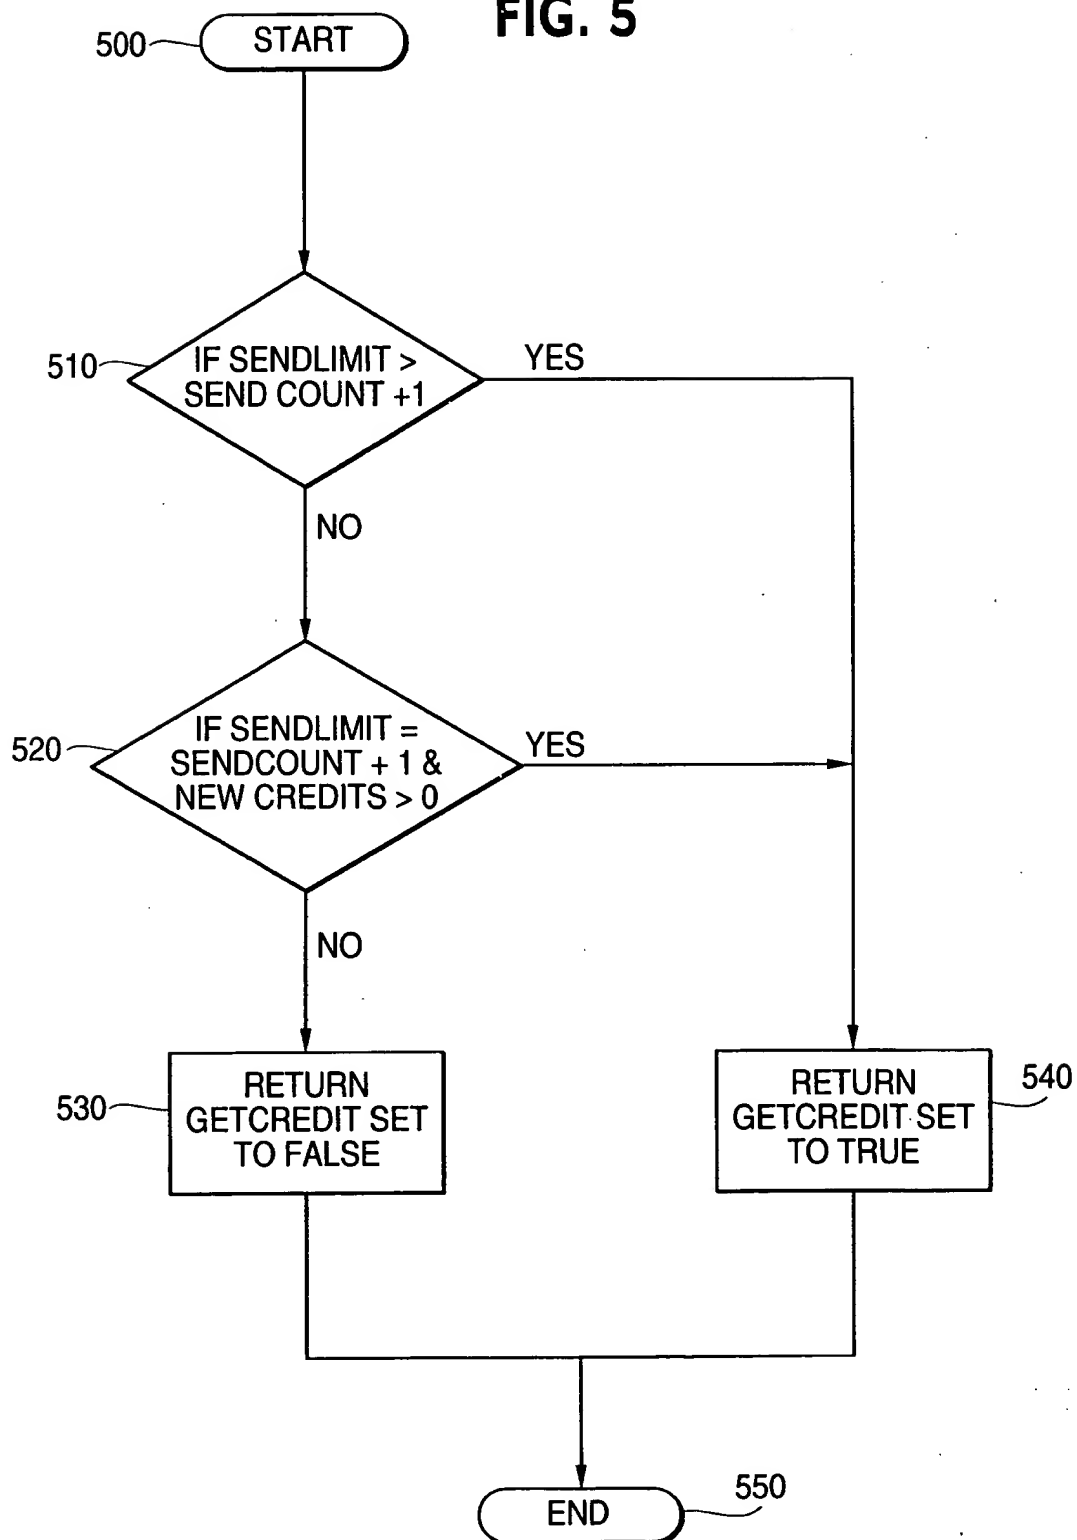 FIG. 5
500
START
510
IF SENDLIMIT >
SEND COUNT +1
YES
NO
520
IF SENDLIMIT =
SENDCOUNT + 1 &
NEW CREDITS > 0
YES
NO
530
RETURN
GETCREDIT SET
TO FALSE
RETURN
GETCREDIT SET
TO TRUE
540
END
550